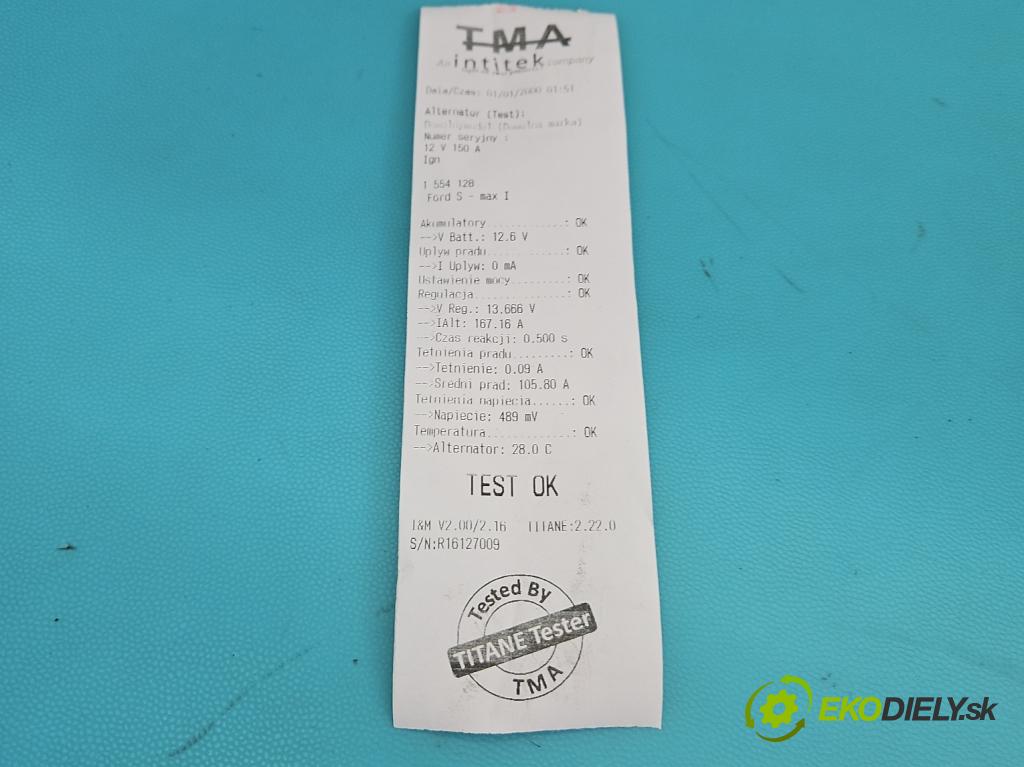 TMA
An intitek company
Data/Czas: 01/01/2000 01:51
Alternator (Test):
(Domyslna marka)
Numer seryjny :
12 V 150 A
Ign
1 554 128
Ford S - max I
Akumulatory............: OK
-->V Batt.: 12.6 V
Uplyw pradu............: OK
-->I Uplyw: 0 mA
Ustawienie mocy........: OK
Regulacja..............: OK
-->V Reg.: 13.666 V
-->IAlt: 167.16 A
-->Czas reakcji: 0.500 s
Tetnienia pradu........: OK
-->Tetnienie: 0.09 A
-->Sredni prad: 105.80 A
Tetnienia napiecia.....: OK
-->Napiecie: 489 mV
Temperatura............: OK
-->Alternator: 28.0 C
TEST OK
I&M V2.00/2.16 TITANE:2.22.0
S/N:R16127009
Tested By
TITANE Tester
TMA
EKODIELY.sk